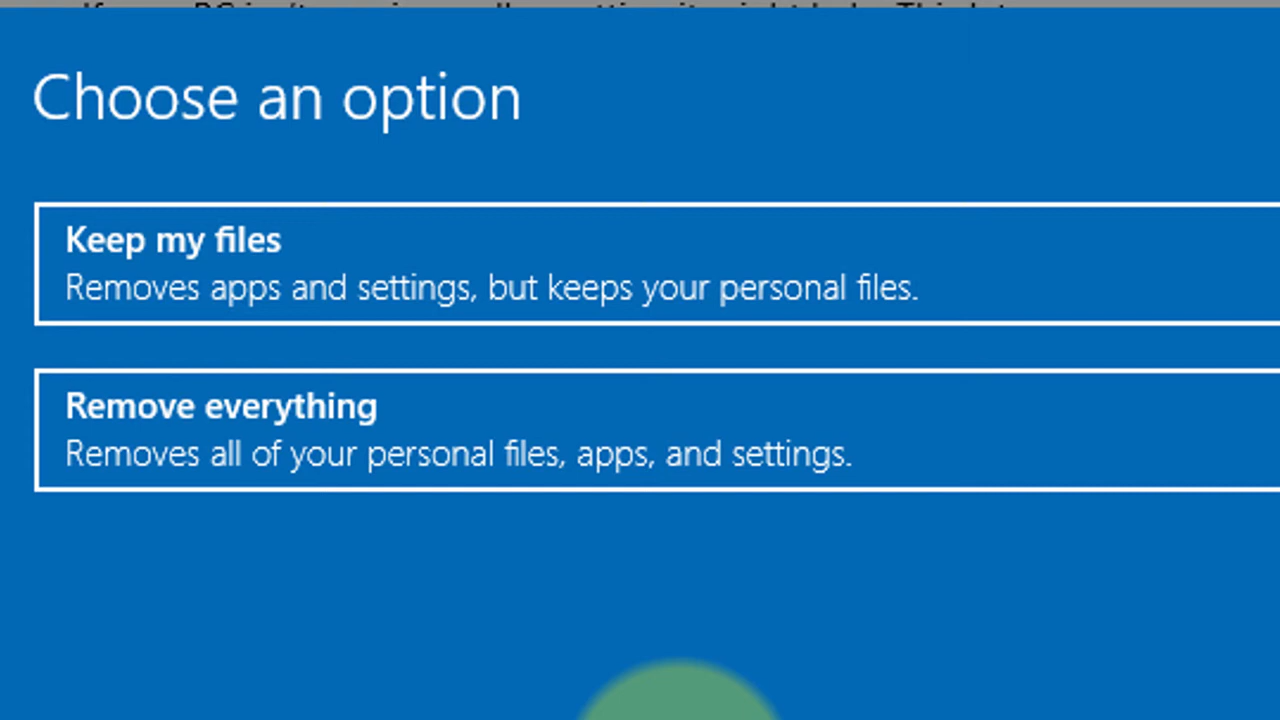 Choose an option
Keep my files
Removes apps and settings, but keeps your personal files.
Remove everything
Removes all of your personal files, apps, and settings.